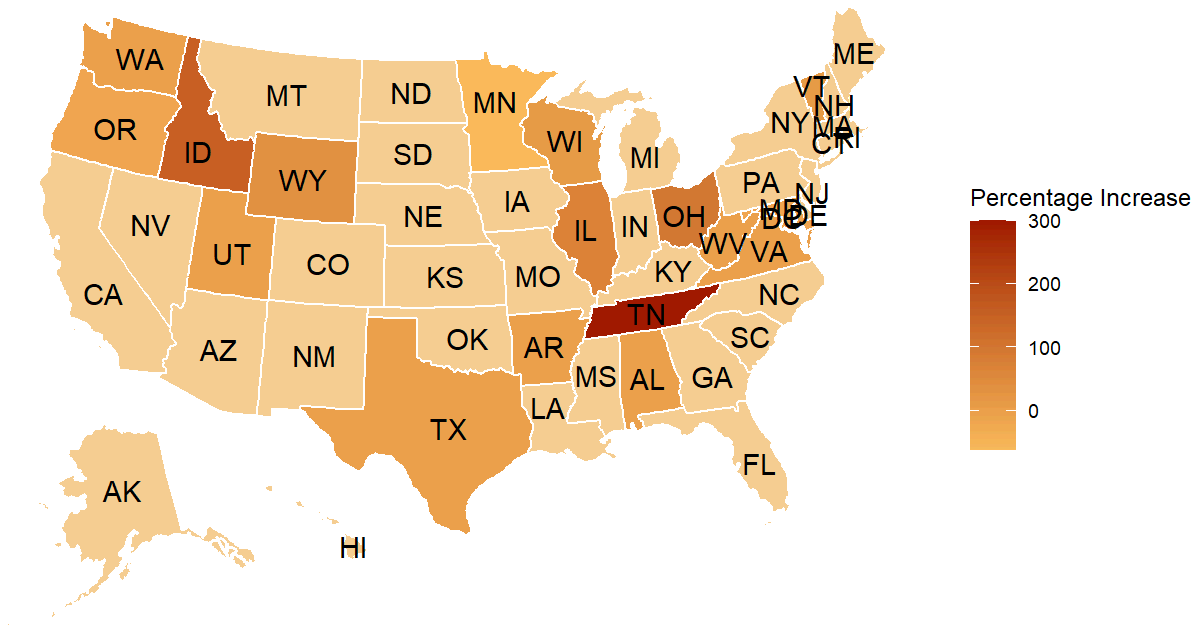 ME
WA
VT
MT
ND
MN
NH
OR
NY
MA
WI
CT
RI
ID
SD
MI
WY
PA
NJ
IA
MD
DC
DE
NE
OH
NV
IL
IN
WV
UT
VA
CO
KY
KS
MO
CA
NC
TN
SC
OK
AZ
NM
AR
MS
AL
GA
LA
TX
FL
AK
HI
Percentage Increase
300
200
100
0